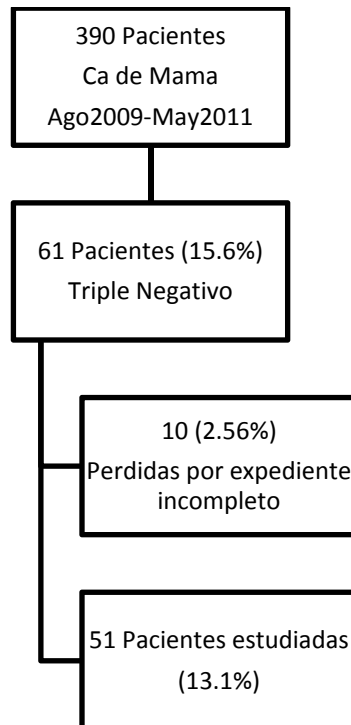 390 Pacientes
Ca de Mama
Ago2009-May2011
61 Pacientes (15.6%)
Triple Negativo
10 (2.56%)
Perdidas por expediente
incompleto
51 Pacientes estudiadas
(13.1%)